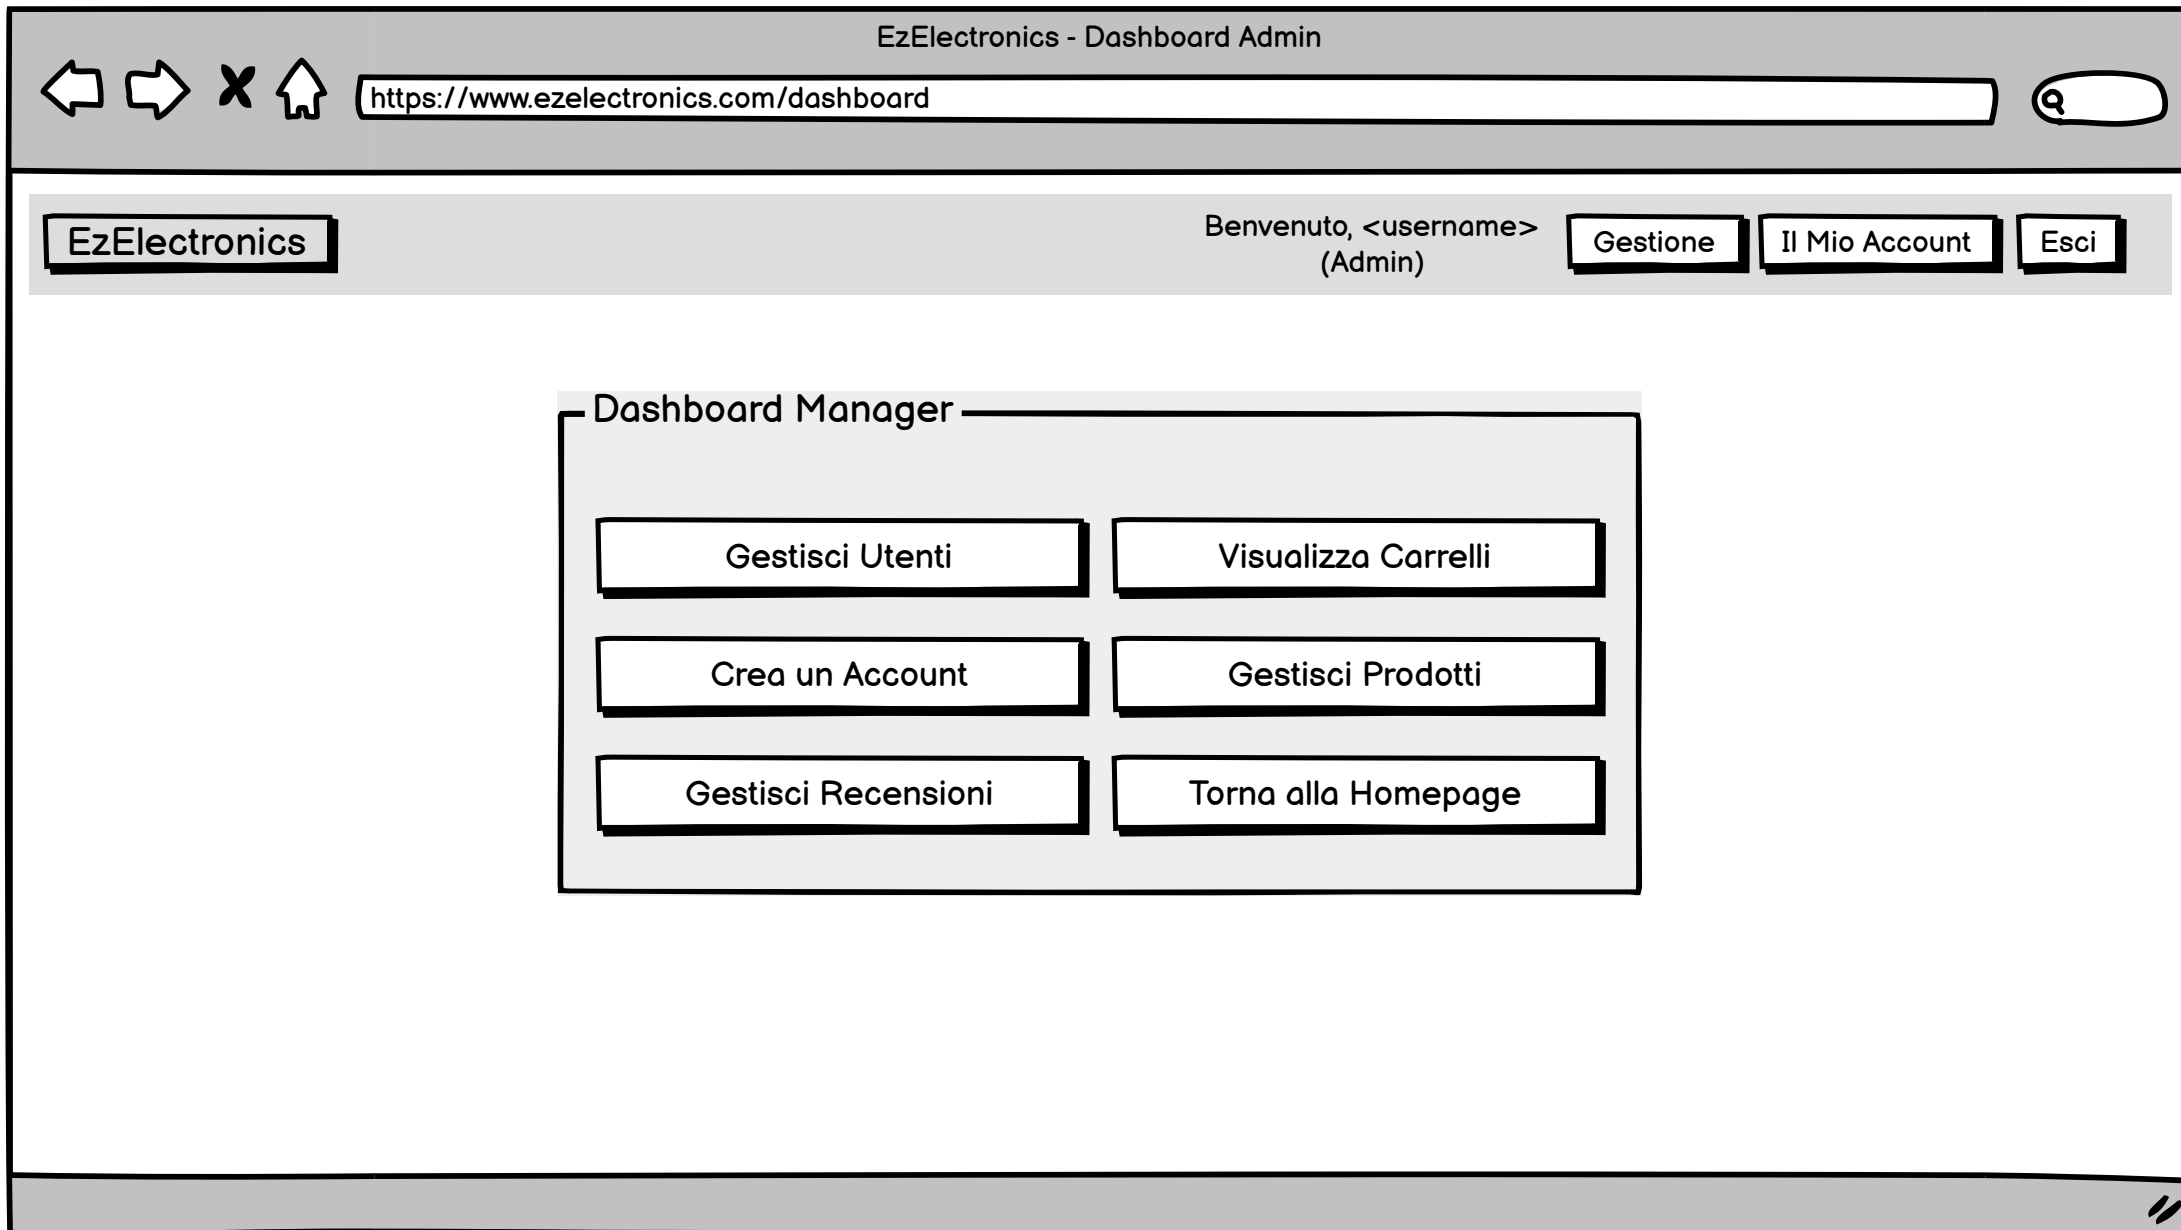 EzElectronics - Dashboard Admin
https://www.ezelectronics.com/dashboard
EzElectronics
Benvenuto, <username>
(Admin)
Gestione
Il Mio Account
Esci
Dashboard Manager
Gestisci Utenti
Visualizza Carrelli
Crea un Account
Gestisci Prodotti
Gestisci Recensioni
Torna alla Homepage